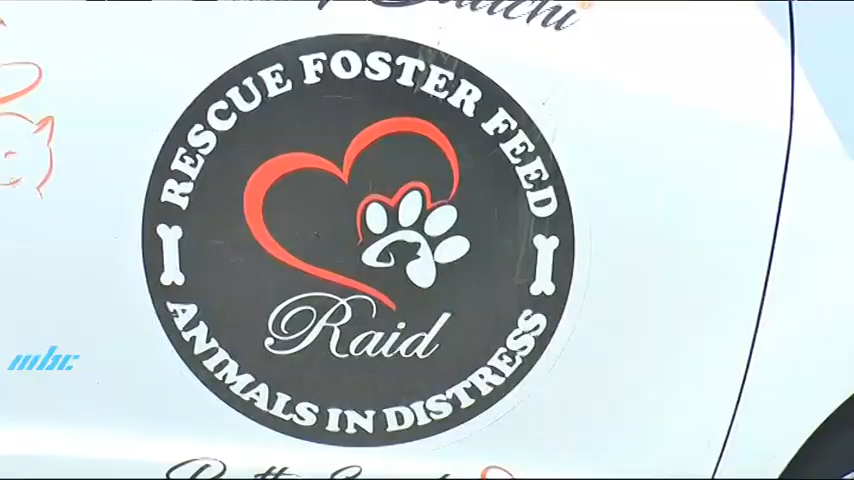 RESCUE FOSTER FEED
Raid
ANIMALS IN DISTRESS
mbc